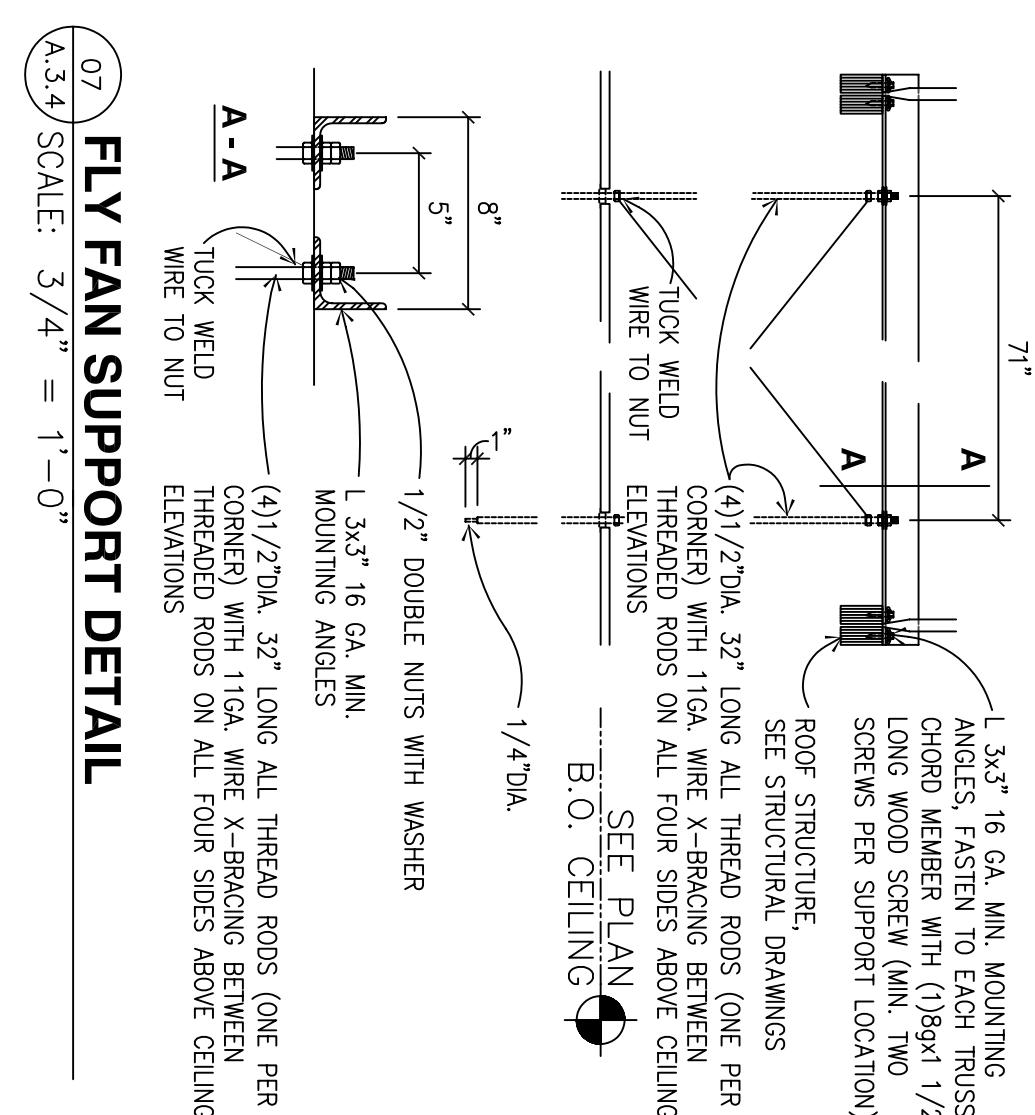 71"
A
A
L 3x3" 16 GA. MIN. MOUNTING
ANGLES, FASTEN TO EACH TRUSS
CHORD MEMBER WITH (1)8gx1 1/2
LONG WOOD SCREW (MIN. TWO
SCREWS PER SUPPORT LOCATION)
ROOF STRUCTURE,
SEE STRUCTURAL DRAWINGS
(4)1/2"DIA. 32" LONG ALL THREAD RODS (ONE PER
CORNER) WITH 11GA. WIRE X-BRACING BETWEEN
THREADED RODS ON ALL FOUR SIDES ABOVE CEILING
ELEVATIONS
TUCK WELD
WIRE TO NUT
SEE PLAN
B.O. CEILING
1"
1/4"DIA.
8"
5"
1/2" DOUBLE NUTS WITH WASHER
L 3x3" 16 GA. MIN.
MOUNTING ANGLES
(4)1/2"DIA. 32" LONG ALL THREAD RODS (ONE PER
CORNER) WITH 11GA. WIRE X-BRACING BETWEEN
THREADED RODS ON ALL FOUR SIDES ABOVE CEILING
ELEVATIONS
A - A
TUCK WELD
WIRE TO NUT
07
A.3.4
FLY FAN SUPPORT DETAIL
SCALE: 3/4" = 1'-0"